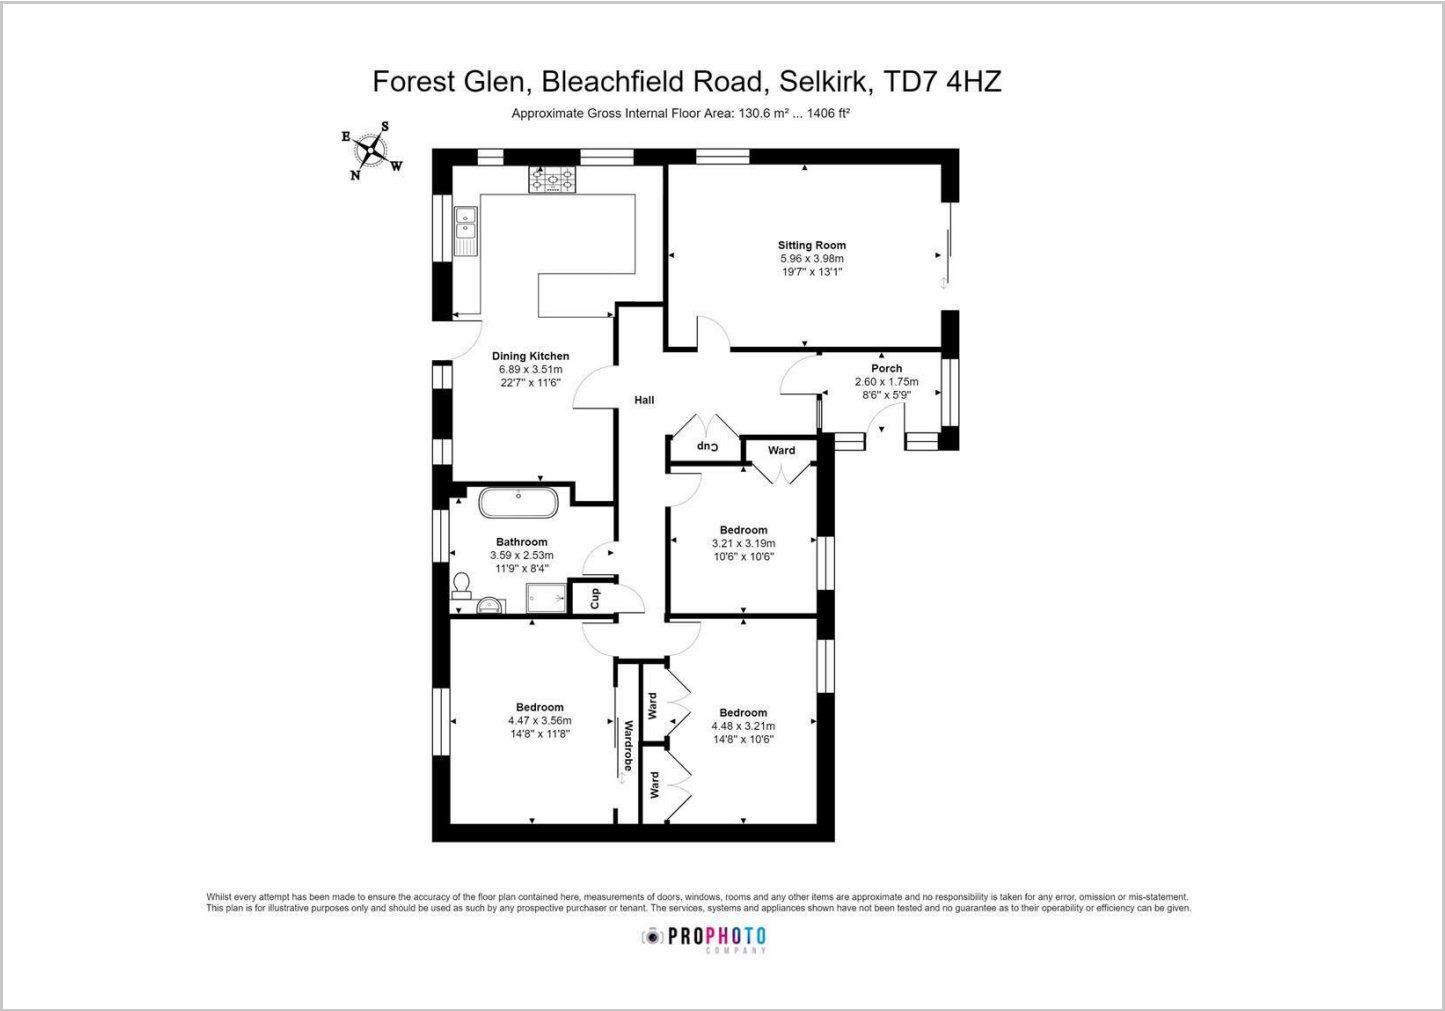 Forest Glen, Bleachfield Road, Selkirk, TD7 4HZ
Approximate Gross Internal Floor Area: 130.6 m² ... 1406 ft²
S
E
W
N
Sitting Room
5.96 x 3.98m
19'7" x 13'1"
Dining Kitchen
6.89 x 3.51m
22'7" x 11'6"
Porch
2.60 x 1.75m
8'6" x 5'9"
Hall
Cup
Ward
Bedroom
3.21 x 3.19m
10'6" x 10'6"
Bathroom
3.59 x 2.53m
11'9" x 8'4"
Cup
Bedroom
4.47 x 3.56m
14'8" x 11'8"
Wardrobe
Ward
Ward
Bedroom
4.48 x 3.21m
14'8" x 10'6"
Whilst every attempt has been made to ensure the accuracy of the floor plan contained here, measurements of doors, windows, rooms and any other items are approximate and no responsibility is taken for any error, omission or mis-statement.
This plan is for illustrative purposes only and should be used as such by any prospective purchaser or tenant. The services, systems and appliances shown have not been tested and no guarantee as to their operability or efficiency can be given.
PROPHOTO
COMPANY